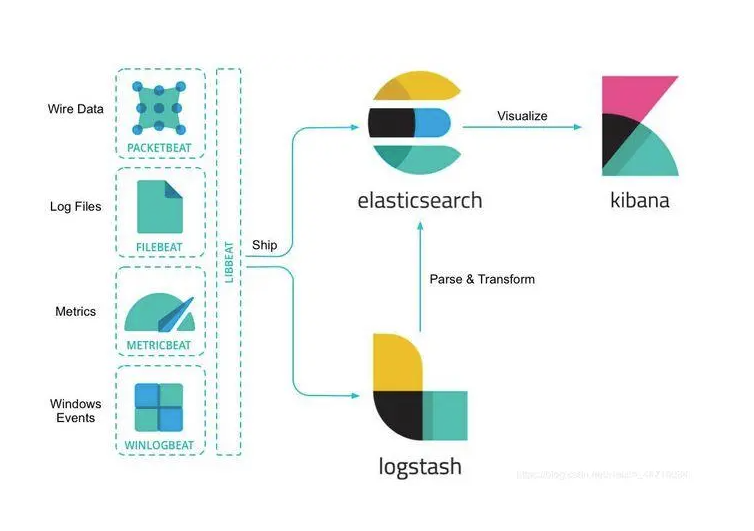 Wire Data
PACKETBEAT
Log Files
FILEBEAT
Metrics
METRICBEAT
Windows
Events
WINLOGBEAT
LIBBEAT
Ship
elasticsearch
Visualize
kibana
Parse & Transform
logstash